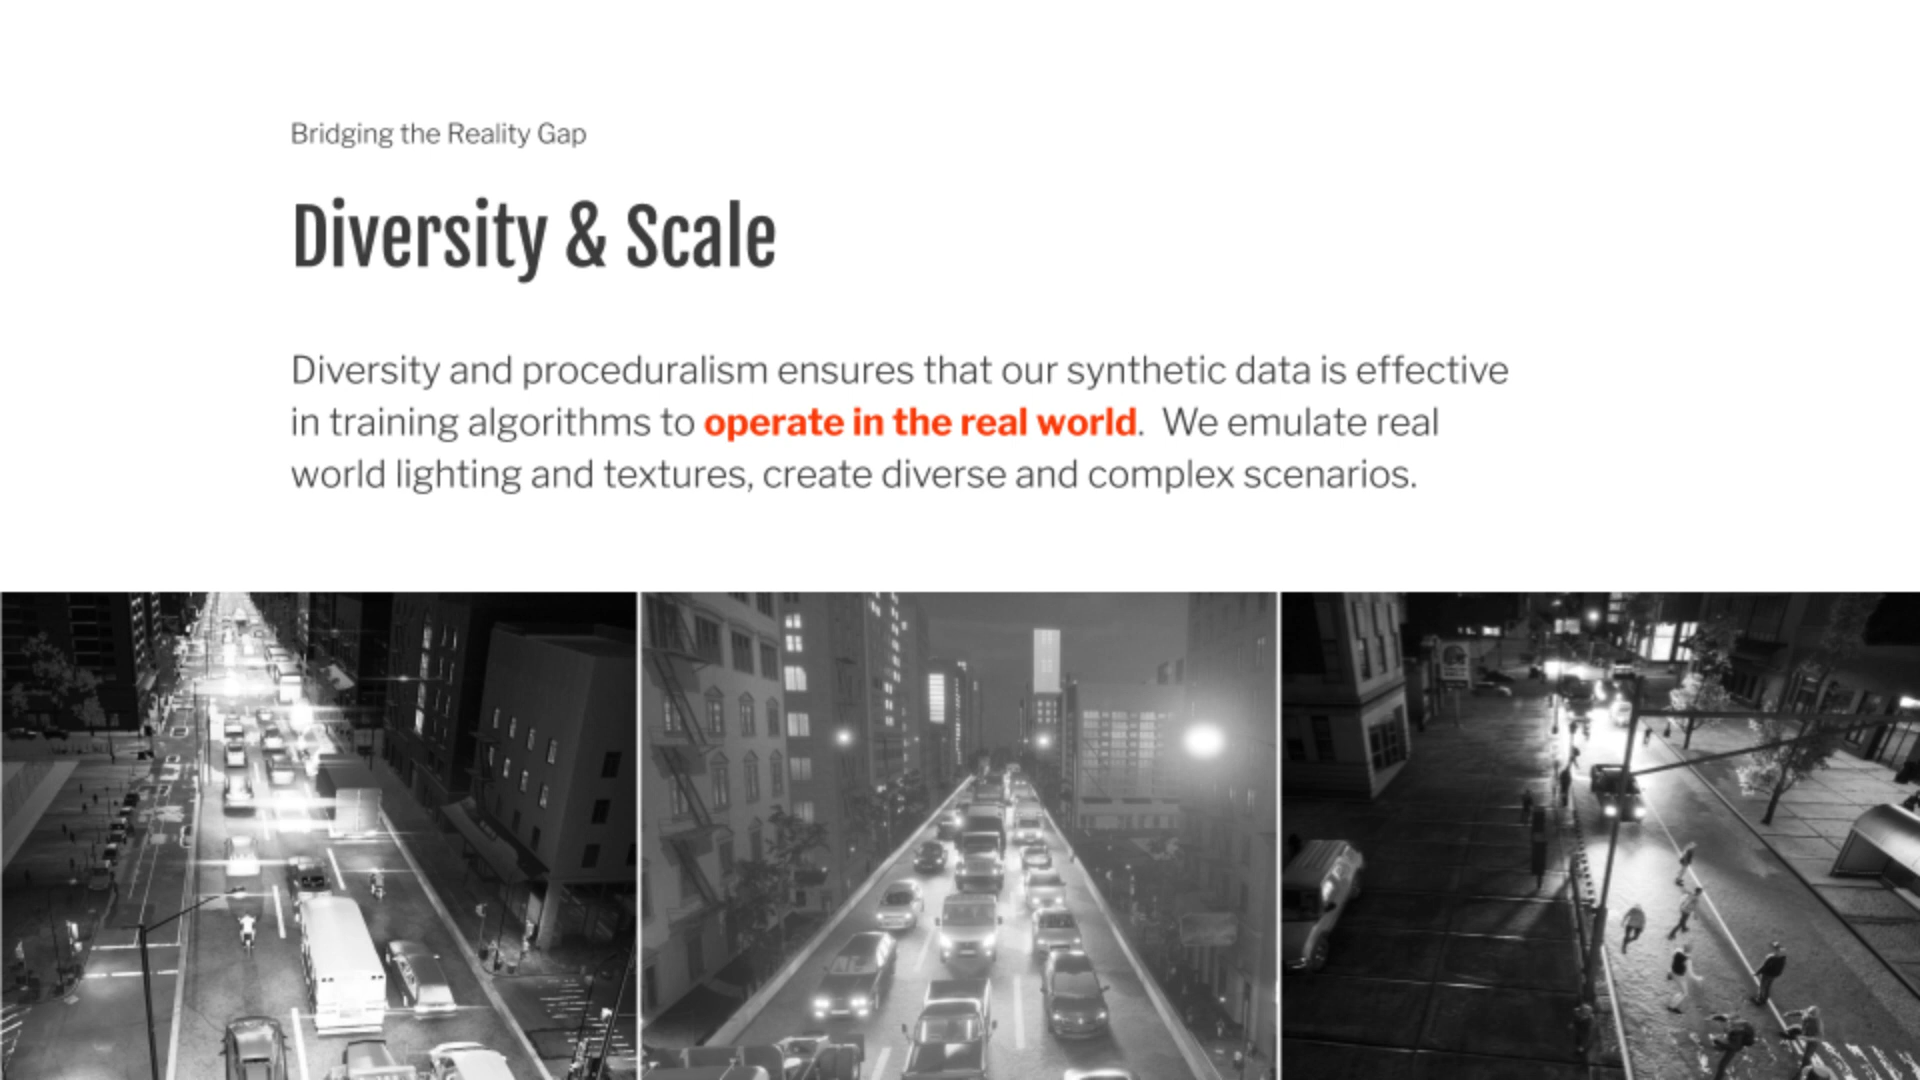 Bridging the Reality Gap
Diversity & Scale
Diversity and proceduralism ensures that our synthetic data is effective
in training algorithms to operate in the real world.  We emulate real
world lighting and textures, create diverse and complex scenarios.